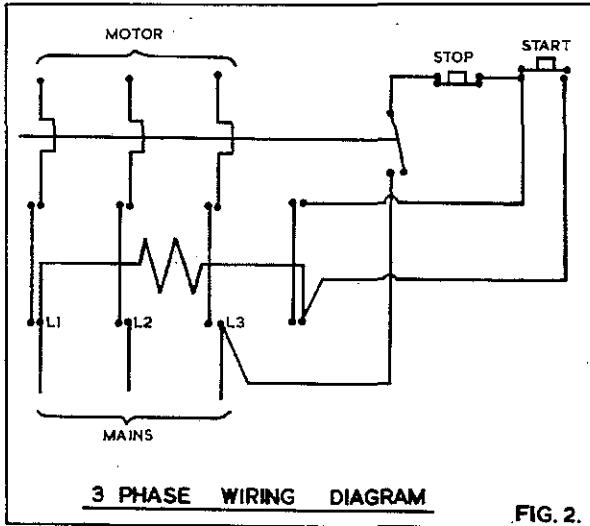 MOTOR
STOP
START
L1
L2
L3
MAINS
3 PHASE WIRING DIAGRAM
FIG. 2.